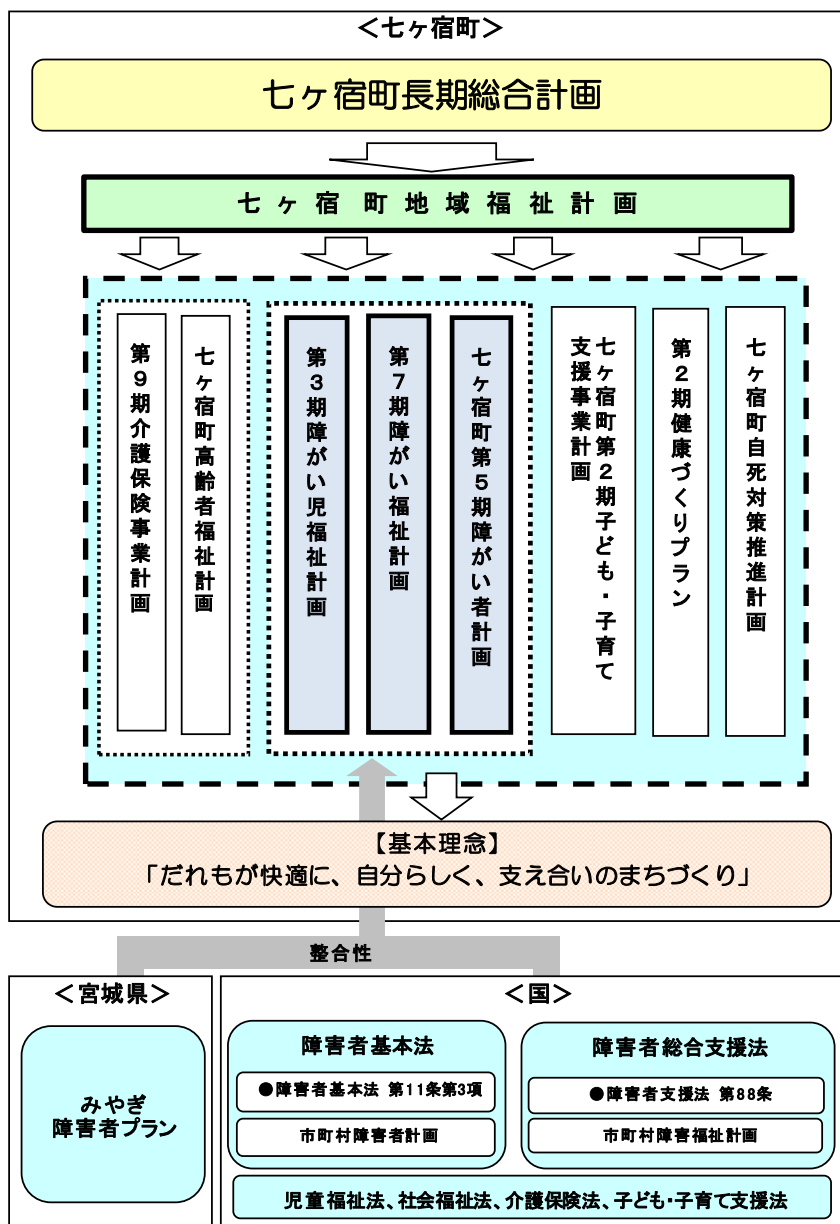 ＜七ヶ宿町＞
七ヶ宿町長期総合計画
七ヶ宿町地域福祉計画
第９期介護保険事業計画
七ヶ宿町高齢者福祉計画
第３期障がい児福祉計画
第７期障がい福祉計画
七ヶ宿町第５期障がい者計画
七ヶ宿町第２期子ども・子育て
支援事業計画
第２期健康づくりプラン
七ヶ宿町自死対策推進計画
【基本理念】
「だれもが快適に、自分らしく、支え合いのまちづくり」
整合性
＜宮城県＞
みやぎ
障害者プラン
＜国＞
障害者基本法
●障害者基本法 第11条第3項
市町村障害者計画
障害者総合支援法
●障害者支援法 第88条
市町村障害福祉計画
児童福祉法、社会福祉法、介護保険法、子ども・子育て支援法